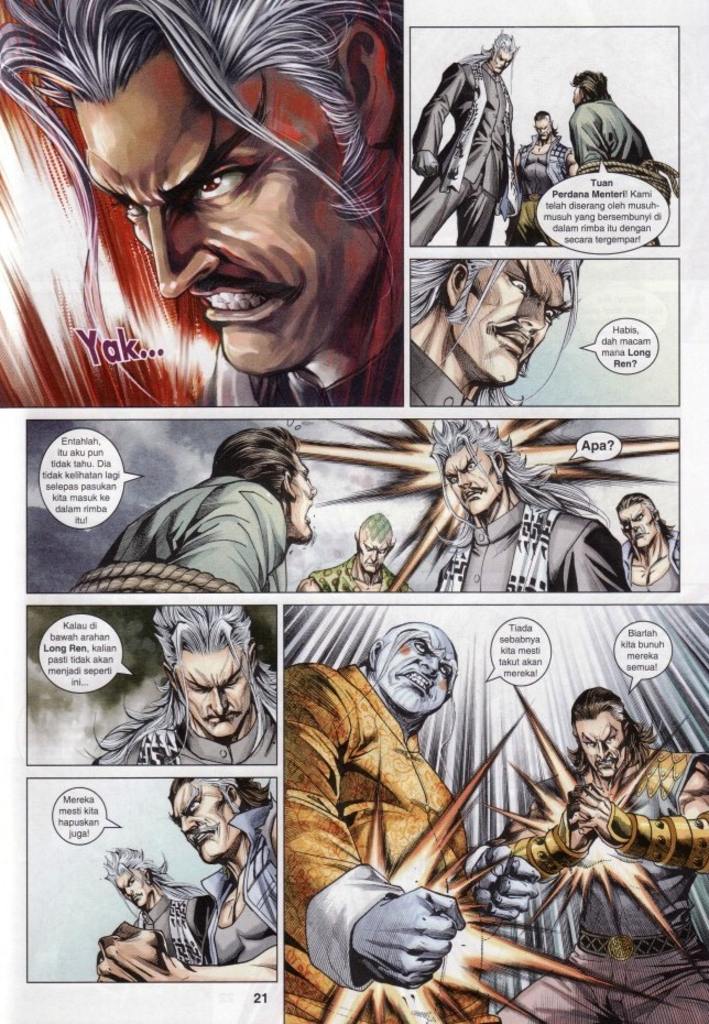 Yak...
Tuan
Perdana Menteri! Kami
telah diserang oleh musuh-
musuh yang bersembunyi di
dalam rimba itu dengan
secara tergempar!
Habis,
dah macam
mana Long
Ren?
Entahlah,
itu aku pun
tidak tahu. Dia
tidak kelihatan lagi
selepas pasukan
kita masuk ke
dalam rimba
itu!
Apa?
Kalau di
bawah arahan
Long Ren, kalian
pasti tidak akan
menjadi seperti
ini...
Mereka
mesti kita
hapuskan
juga!
Tiada
sebabnya
kita mesti
takut akan
mereka!
Biarlah
kita bunuh
mereka
semua!
21